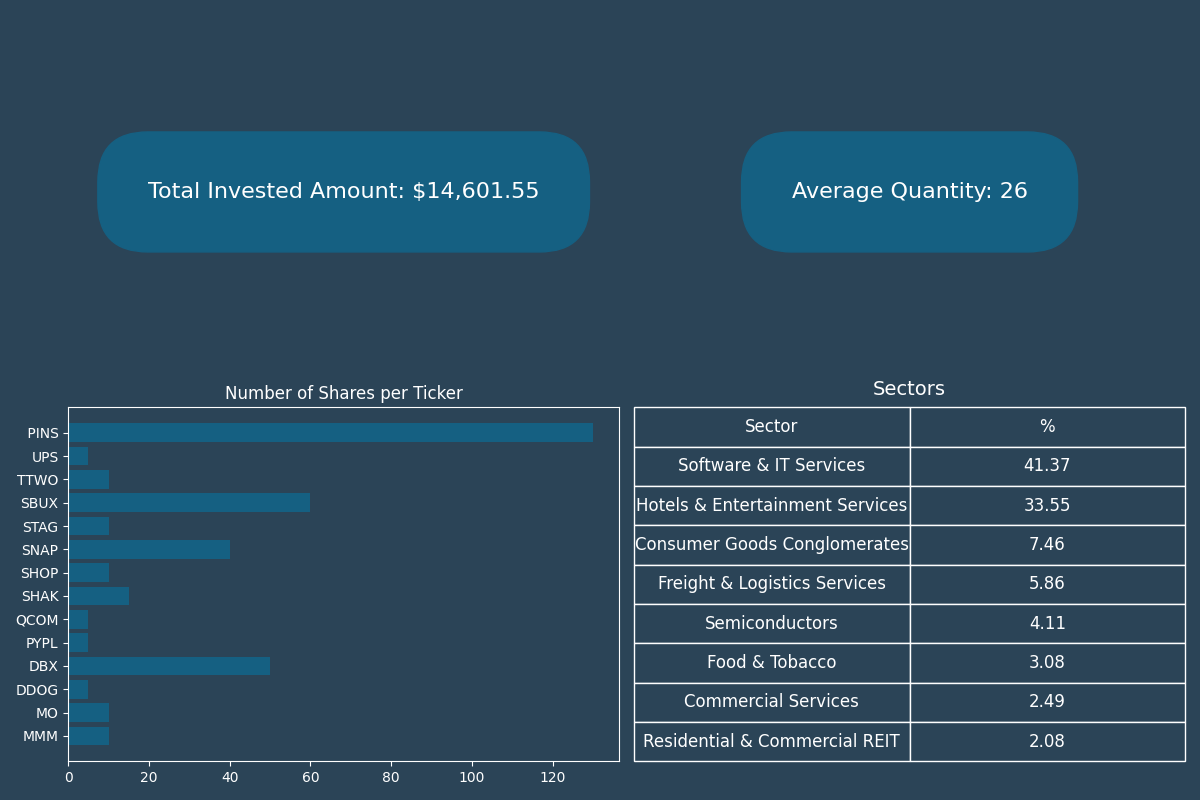 Total Invested Amount: $14,601.55
Average Quantity: 26
Number of Shares per Ticker
PINS
UPS
TTWO
SBUX
STAG
SNAP
SHOP
SHAK
QCOM
PYPL
DBX
DDOG
MO
MMM
0 20 40 60 80 100 120
Sectors
Sector %
Software & IT Services 41.37
Hotels & Entertainment Services 33.55
Consumer Goods Conglomerates 7.46
Freight & Logistics Services 5.86
Semiconductors 4.11
Food & Tobacco 3.08
Commercial Services 2.49
Residential & Commercial REIT 2.08